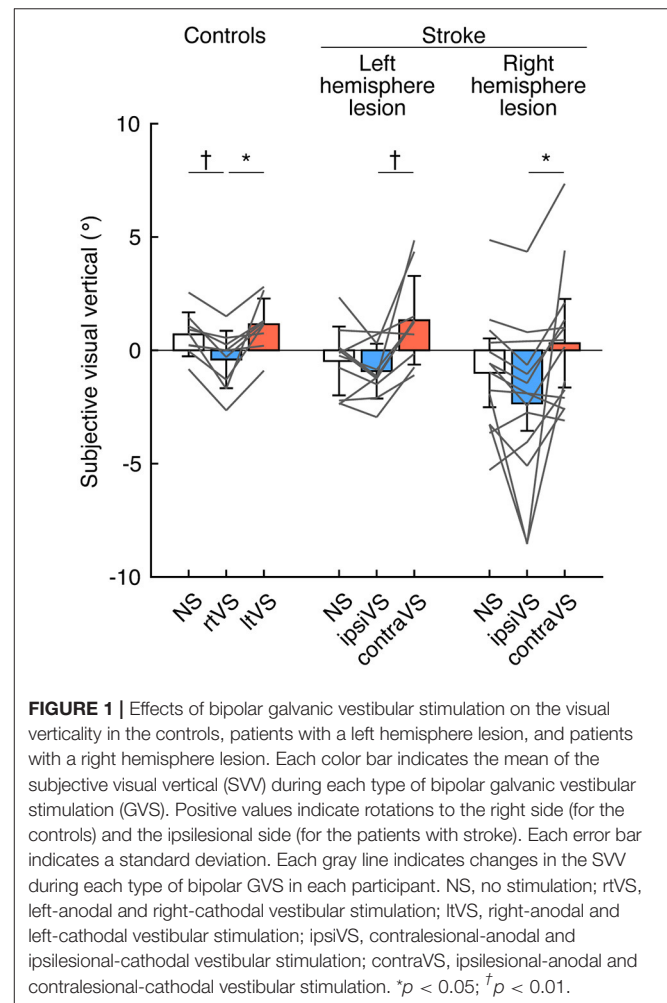 Controls
Stroke
Left
hemisphere
lesion
Right
hemisphere
lesion
10
5
0
-5
-10
Subjective visual vertical (°)
†
*
†
*
NS
rtVS
ltVS
NS
ipsiVS
contraVS
NS
ipsiVS
contraVS
FIGURE 1 | Effects of bipolar galvanic vestibular stimulation on the visual
verticality in the controls, patients with a left hemisphere lesion, and patients
with a right hemisphere lesion. Each color bar indicates the mean of the
subjective visual vertical (SVV) during each type of bipolar galvanic vestibular
stimulation (GVS). Positive values indicate rotations to the right side (for the
controls) and the ipsilesional side (for the patients with stroke). Each error bar
indicates a standard deviation. Each gray line indicates changes in the SVV
during each type of bipolar GVS in each participant. NS, no stimulation; rtVS,
left-anodal and right-cathodal vestibular stimulation; ltVS, right-anodal and
left-cathodal vestibular stimulation; ipsiVS, contralesional-anodal and
ipsilesional-cathodal vestibular stimulation; contraVS, ipsilesional-anodal and
contralesional-cathodal vestibular stimulation. *p < 0.05; †p < 0.01.